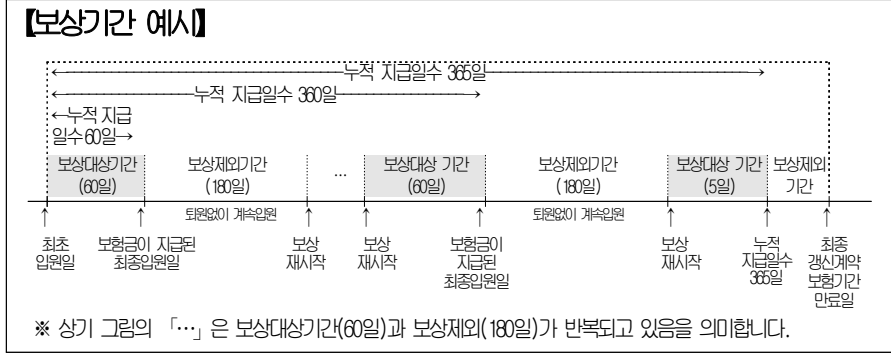 【보상기간 예시】
←누적 지급일수 365일→
←누적 지급일수 360일→
←누적 지급
일수 60일→
보상대상기간 보상제외기간 보상대상 기간 보상제외기간 보상대상 기간 보상제외
(60일) (180일) … (60일) (180일) (5일) 기간
퇴원없이 계속입원 퇴원없이 계속입원
↑ ↑ ↑ ↑ ↑ ↑ ↑ ↑
최초 보험금이 지급된 보상 보상 보험금이 보상 누적 최종
입원일 최종입원일 재시작 재시작 지급된 재시작 지급일수 갱신계약
최종입원일 365일 보험기간
만료일
※ 상기 그림의 「…」은 보상대상기간(60일)과 보상제외(180일)가 반복되고 있음을 의미합니다.